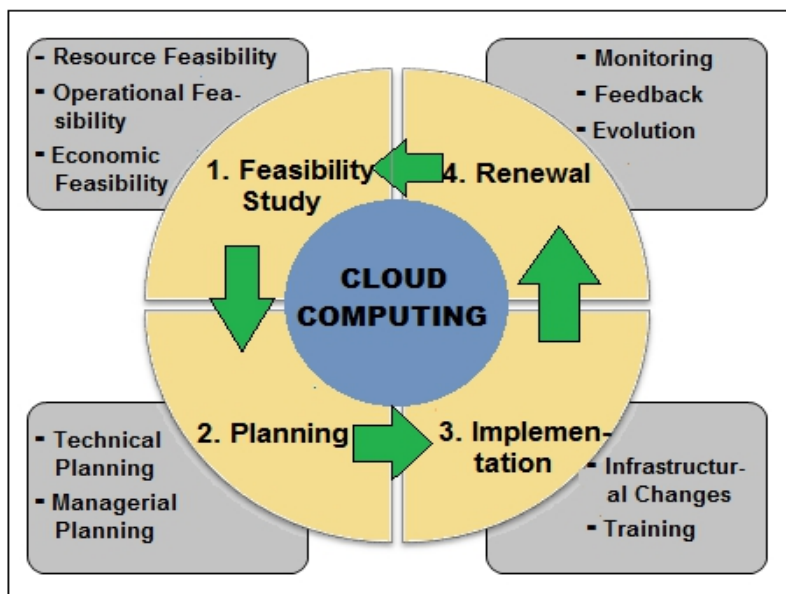 - Resource Feasibility
- Operational Fea-
sibility
- Economic
Feasibility
1. Feasibility
Study
- Monitoring
- Feedback
- Evolution
4. Renewal
CLOUD
COMPUTING
2. Planning
- Technical
Planning
- Managerial
Planning
3. Implemen-
tation
- Infrastructur-
al Changes
- Training